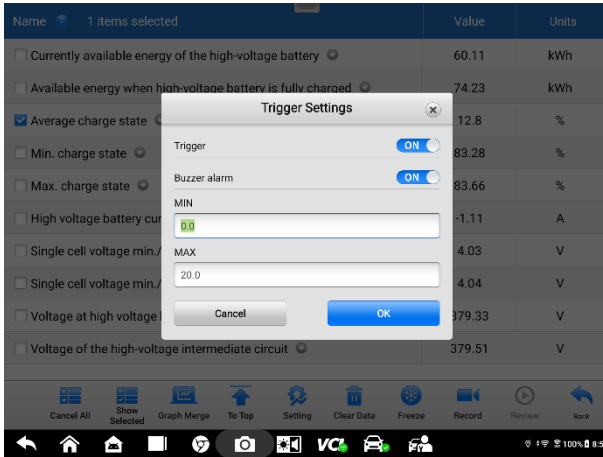 Name 1 items selected Value Units
Currently available energy of the high-voltage battery 60.11 kWh
Available energy when high-voltage battery is fully charged 74.23 kWh
Average charge state 12.8 %
Min. charge state 83.28 %
Max. charge state 83.66 %
High voltage battery cur -1.11 A
Single cell voltage min./ 4.03 V
Single cell voltage min./ 4.04 V
Voltage at high voltage 379.33 V
Voltage of the high-voltage intermediate circuit 379.51 V
Trigger Settings
Trigger ON
Buzzer alarm ON
MIN
0.0
MAX
20.0
Cancel OK
Cancel All Show Selected Graph Merge To Top Setting Clear Data Freeze Record Review Back
VCI 100% 8:5